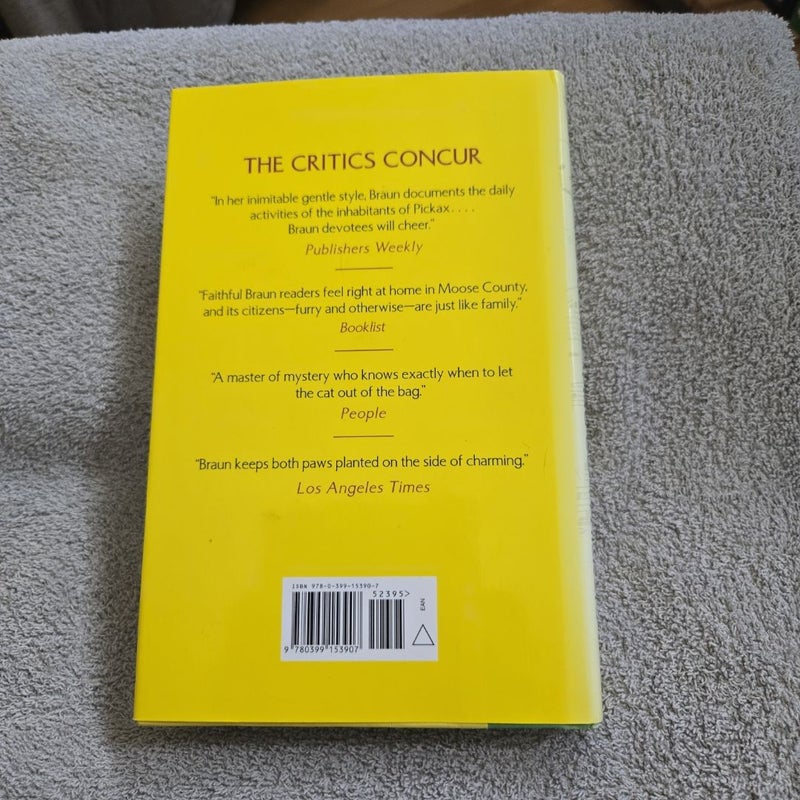 THE CRITICS CONCUR
“In her inimitable gentle style, Braun documents the daily
activities of the inhabitants of Pickax . . . .
Braun devotees will cheer.”
Publishers Weekly
“Faithful Braun readers feel right at home in Moose County,
and its citizens—furry and otherwise—are just like family.”
Booklist
“A master of mystery who knows exactly when to let
the cat out of the bag.”
People
“Braun keeps both paws planted on the side of charming.”
Los Angeles Times
ISBN 978-0-399-15390-7
52395>
EAN
9 780399 153907